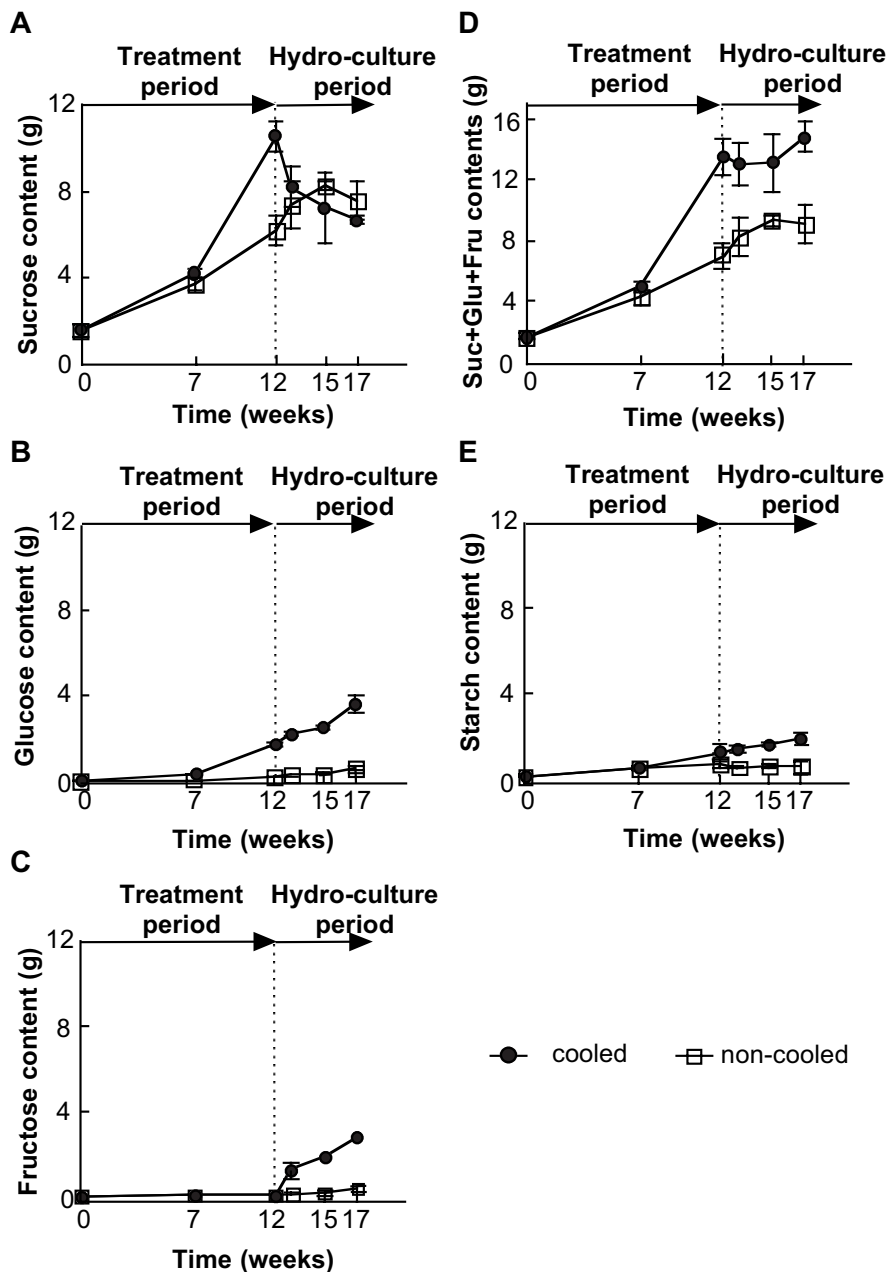 A
Treatment
period
Hydro-culture
period
Sucrose content (g)
12
8
4
0
0 7 12 15 17
Time (weeks)
D
Treatment
period
Hydro-culture
period
Suc+Glu+Fru contents (g)
16
12
8
4
0
0 7 12 15 17
Time (weeks)
B
Treatment
period
Hydro-culture
period
Glucose content (g)
12
8
4
0
0 7 12 15 17
Time (weeks)
E
Treatment
period
Hydro-culture
period
Starch content (g)
12
8
4
0
0 7 12 15 17
Time (weeks)
C
Treatment
period
Hydro-culture
period
Fructose content (g)
12
8
4
0
0 7 12 15 17
Time (weeks)
cooled non-cooled